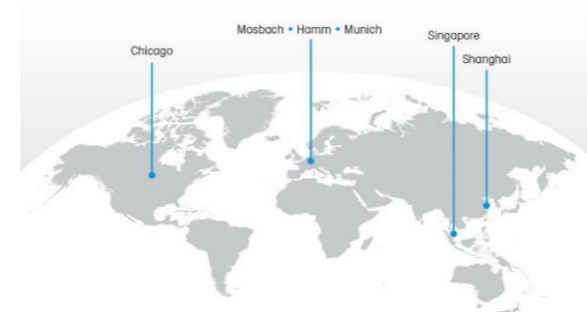 Mosbach • Hamm • Munich
Singapore
Chicago
Shanghai